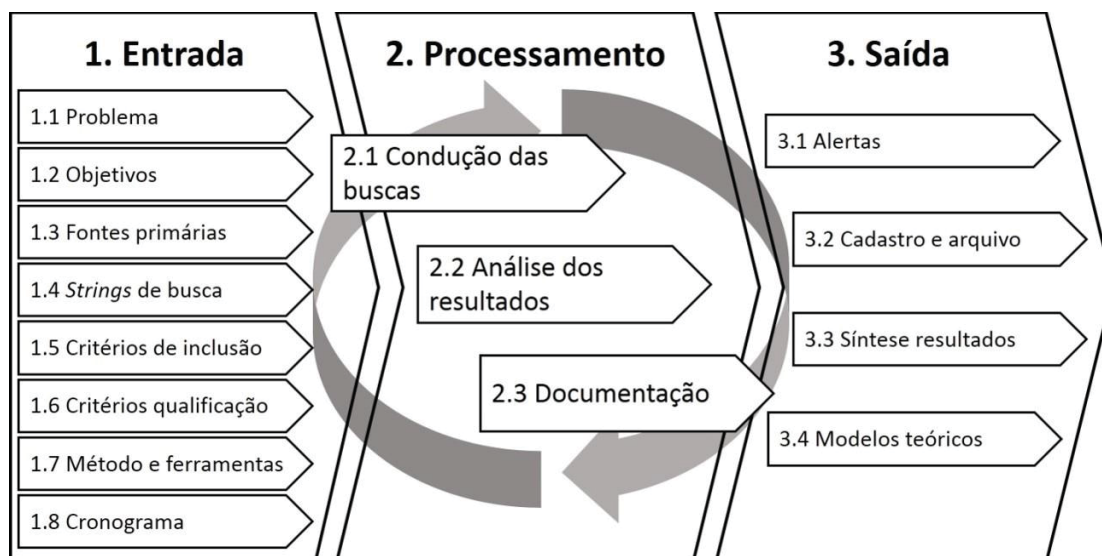 1. Entrada
1.1 Problema
1.2 Objetivos
1.3 Fontes primárias
1.4 Strings de busca
1.5 Critérios de inclusão
1.6 Critérios qualificação
1.7 Método e ferramentas
1.8 Cronograma
2. Processamento
2.1 Condução das
buscas
2.2 Análise dos
resultados
2.3 Documentação
3. Saída
3.1 Alertas
3.2 Cadastro e arquivo
3.3 Síntese resultados
3.4 Modelos teóricos